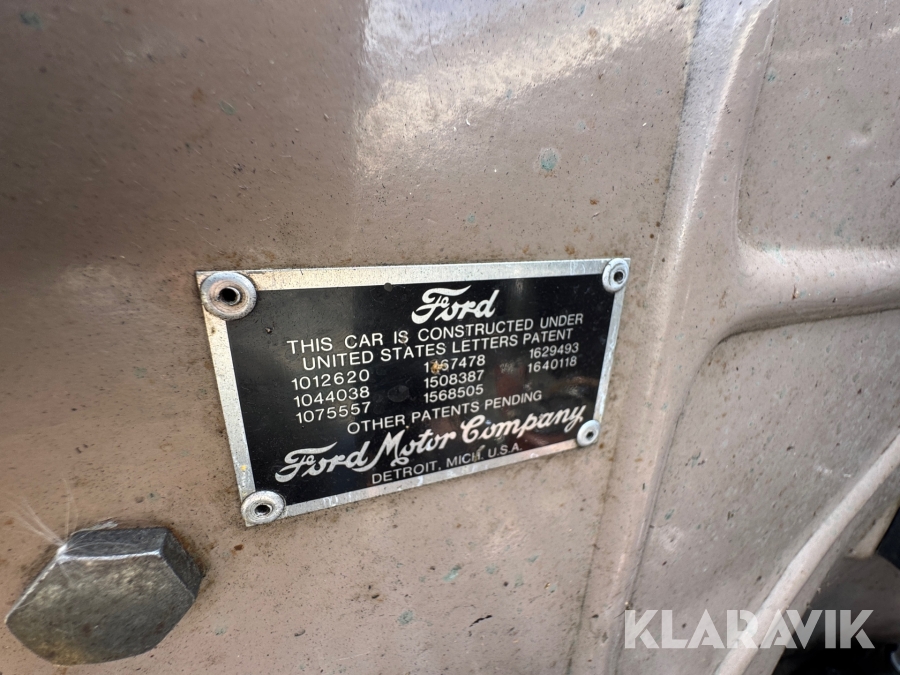 Ford
THIS CAR IS CONSTRUCTED UNDER
UNITED STATES LETTERS PATENT
1012620 1167478 1629493
1044038 1508387 1640118
1075557 1568505
OTHER PATENTS PENDING
Ford Motor Company
DETROIT, MICH. U.S.A.
KLARAVIK